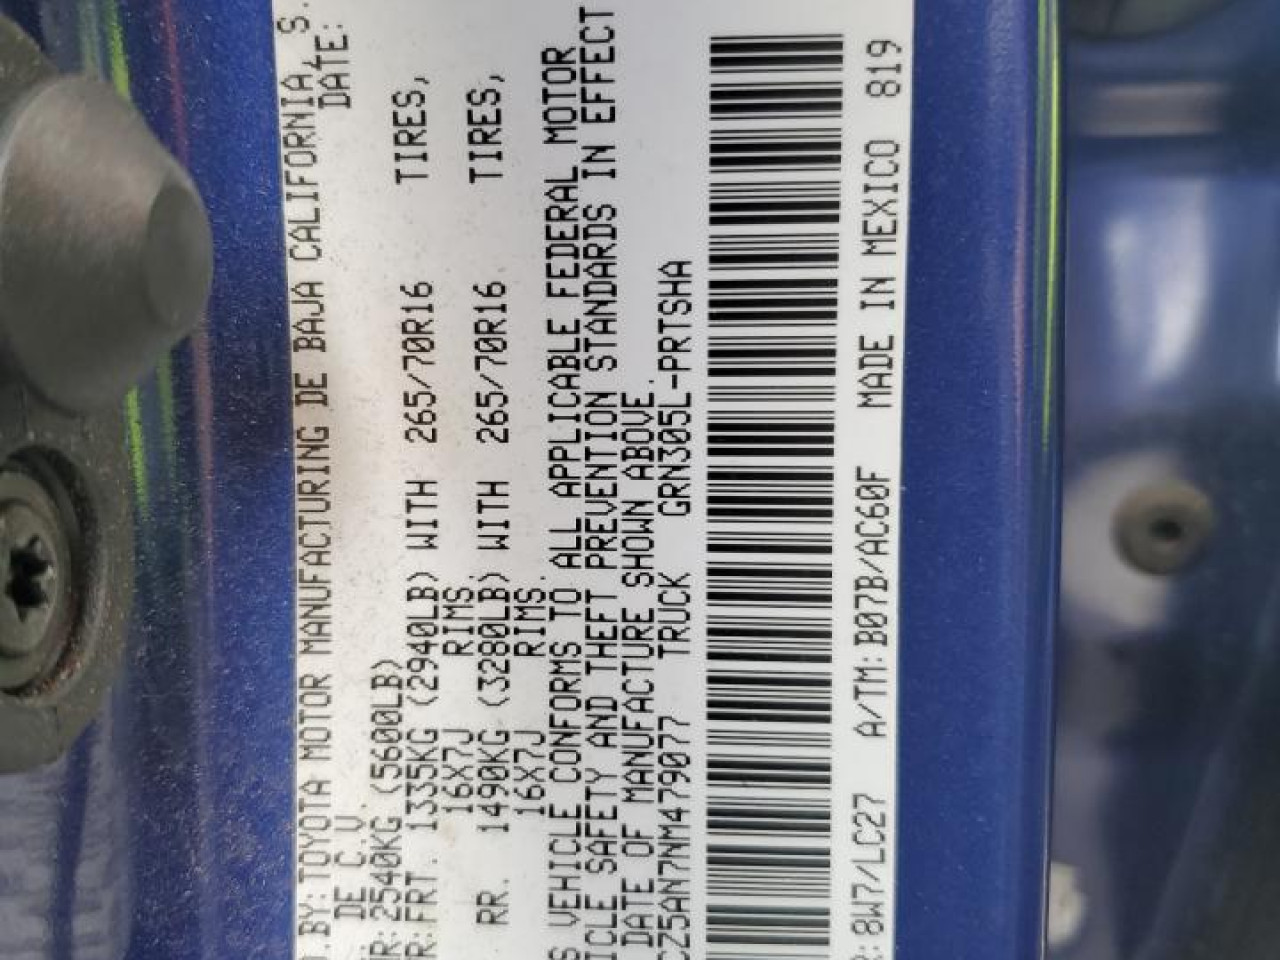 .BY:TOYOTA MOTOR MANUFACTURING DE BAJA CALIFORNIA, S.
DE C.V. DATE:
R:2540KG (5600LB)
R:FRT. 1335KG (2940LB) WITH 265/70R16 TIRES,
16X7J RIMS.
RR. 1490KG (3280LB) WITH 265/70R16 TIRES,
16X7J RIMS.
S VEHICLE CONFORMS TO ALL APPLICABLE FEDERAL MOTOR
ICLE SAFETY AND THEFT PREVENTION STANDARDS IN EFFECT
DATE OF MANUFACTURE SHOWN ABOVE.
CZ5AN7NM479077 TRUCK GRN305L-PRTSHA
R:8W7/LC27 A/TM:B07B/AC60F MADE IN MEXICO 819